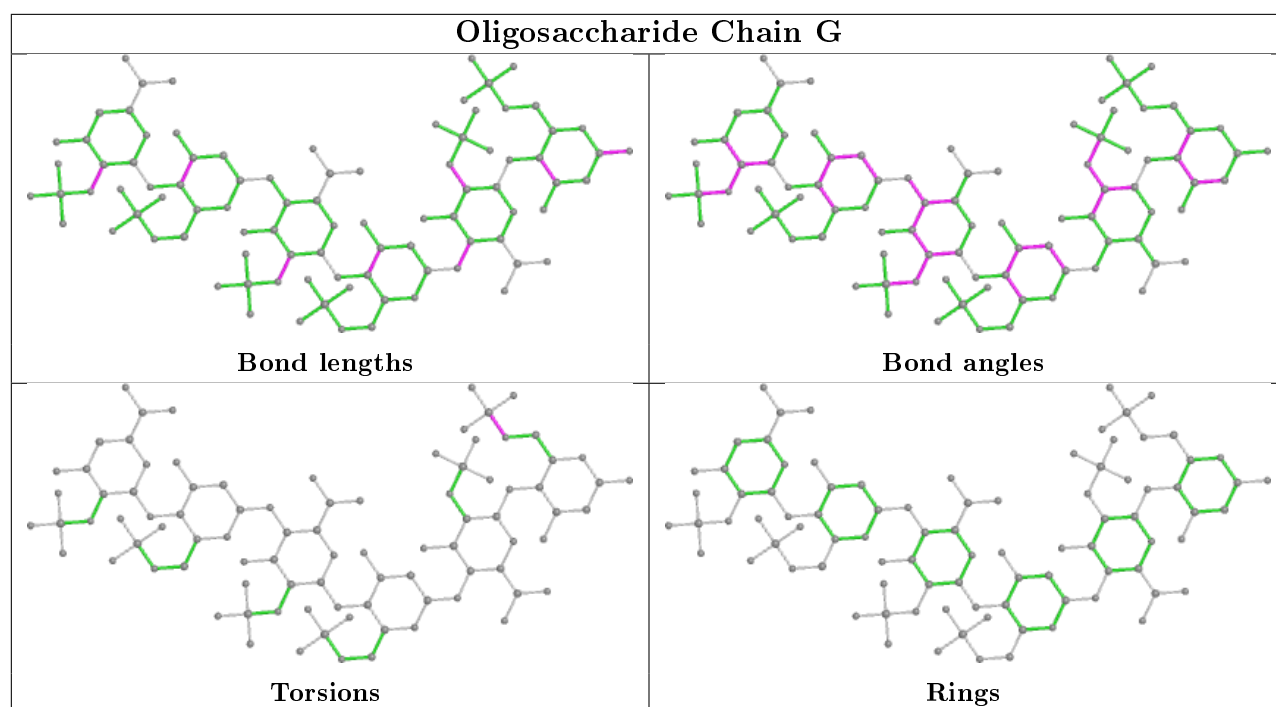 Oligosaccharide Chain G
Bond lengths
Bond angles
Torsions
Rings